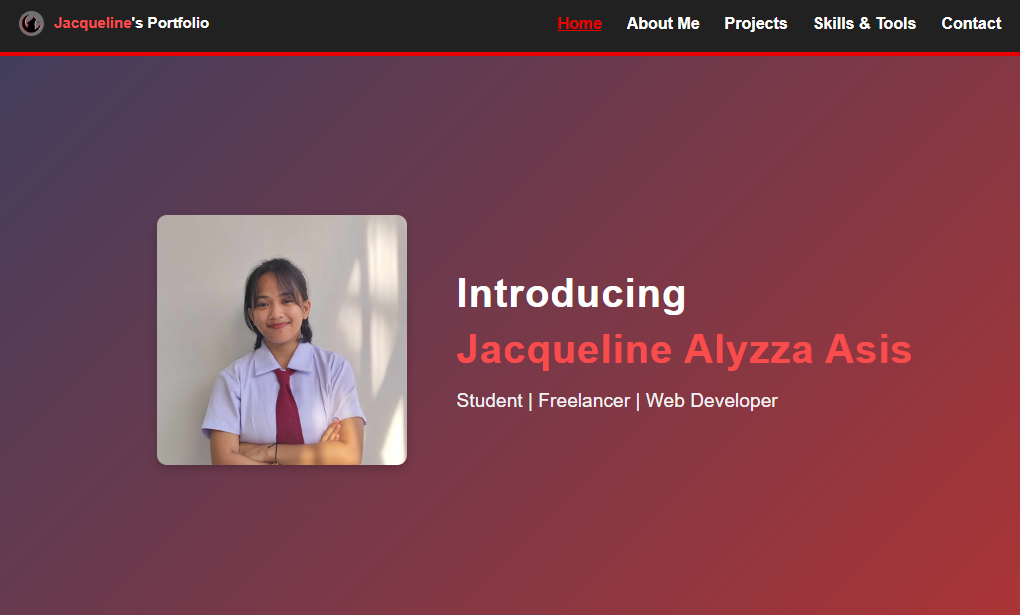 Jacqueline's Portfolio
Home About Me Projects Skills & Tools Contact
Introducing
Jacqueline Alyzza Asis
Student | Freelancer | Web Developer